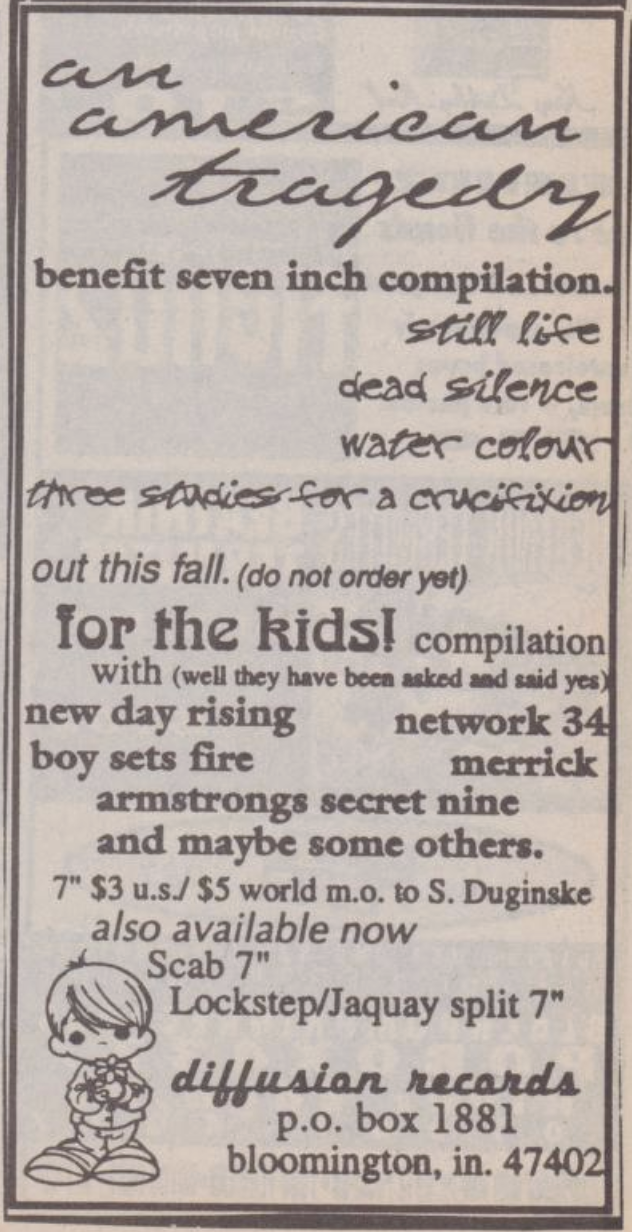 an
american
tragedy
benefit seven inch compilation.
still life
dead silence
water colour
three studies for a crucifixion
out this fall. (do not order yet)
for the kids! compilation
with (well they have been asked and said yes)
new day rising network 34
boy sets fire merrick
armstrongs secret nine
and maybe some others.
7" $3 u.s./ $5 world m.o. to S. Duginske
also available now
Scab 7"
Lockstep/Jaquay split 7"
diffusion records
p.o. box 1881
bloomington, in. 47402